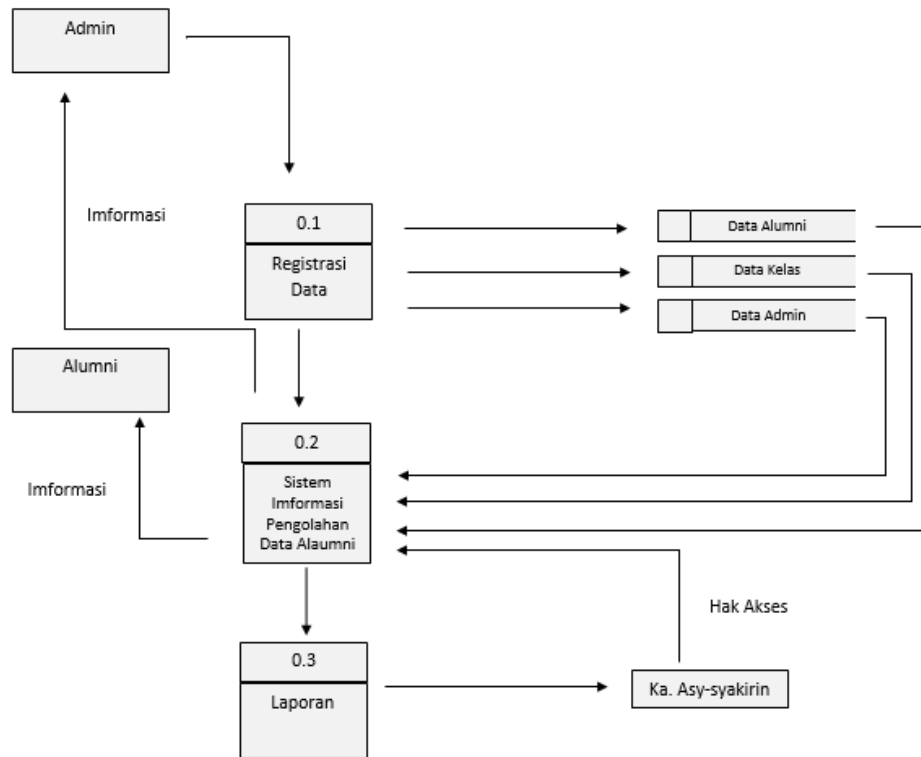 Admin
Imformasi
0.1
Registrasi
Data
Data Alumni
Data Kelas
Data Admin
Alumni
Imformasi
0.2
Sistem
Imformasi
Pengolahan
Data Alaumni
Hak Akses
0.3
Laporan
Ka. Asy-syakirin